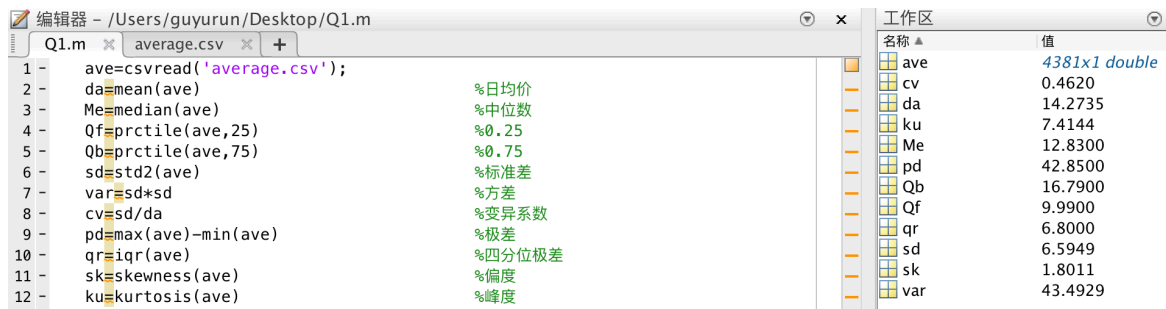 编辑器 – /Users/guyurun/Desktop/Q1.m
Q1.m average.csv
1 – ave=csvread('average.csv');
2 – da=mean(ave) %日均价
3 – Me=median(ave) %中位数
4 – Qf=prctile(ave,25) %0.25
5 – Qb=prctile(ave,75) %0.75
6 – sd=std2(ave) %标准差
7 – var=sd*sd %方差
8 – cv=sd/da %变异系数
9 – pd=max(ave)-min(ave) %极差
10 – qr=iqr(ave) %四分位极差
11 – sk=skewness(ave) %偏度
12 – ku=kurtosis(ave) %峰度
工作区
名称 值
ave 4381x1 double
cv 0.4620
da 14.2735
ku 7.4144
Me 12.8300
pd 42.8500
Qb 16.7900
Qf 9.9900
qr 6.8000
sd 6.5949
sk 1.8011
var 43.4929